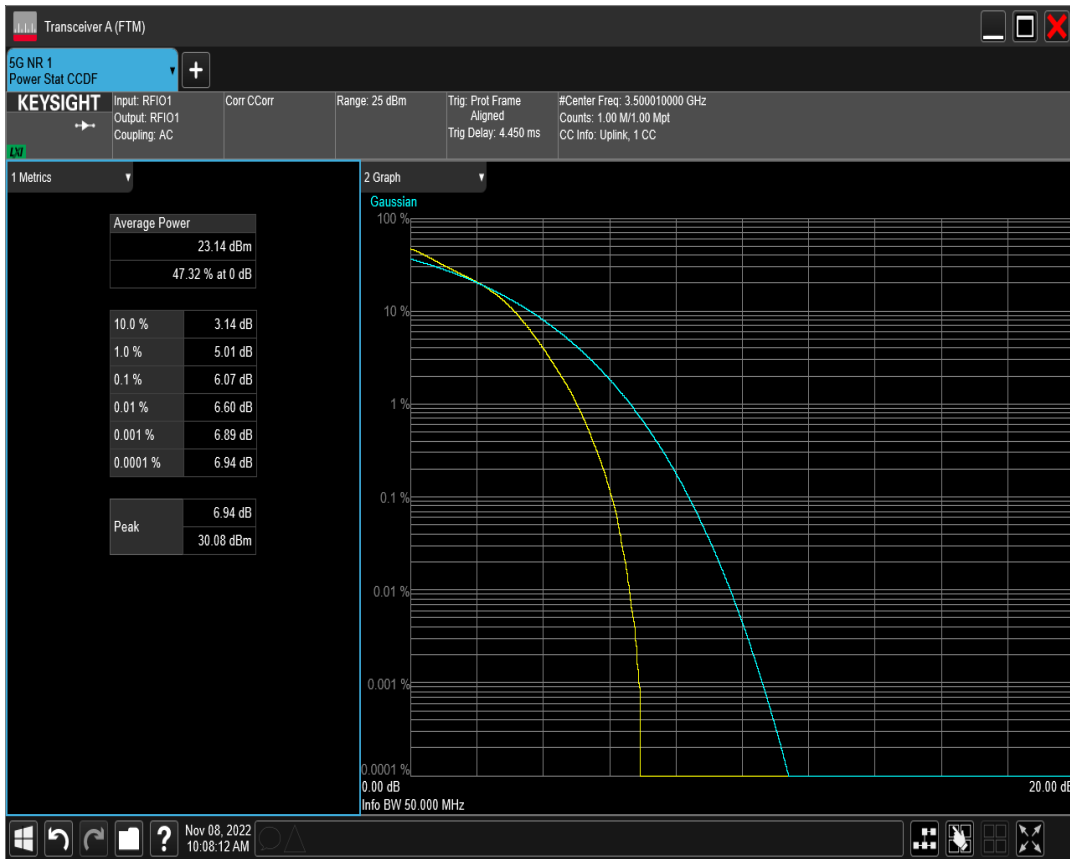 Transceiver A (FTM)
5G NR 1
Power Stat CCDF
+
KEYSIGHT
LXI
Input: RFIO1
Output: RFIO1
Coupling: AC
Corr CCorr
Range: 25 dBm
Trig: Prot Frame
Aligned
Trig Delay: 4.450 ms
#Center Freq: 3.500010000 GHz
Counts: 1.00 M/1.00 Mpt
CC Info: Uplink, 1 CC
1 Metrics
Average Power
23.14 dBm
47.32 % at 0 dB
10.0 % 3.14 dB
1.0 % 5.01 dB
0.1 % 6.07 dB
0.01 % 6.60 dB
0.001 % 6.89 dB
0.0001 % 6.94 dB
Peak 6.94 dB
30.08 dBm
2 Graph
Gaussian
100 %
10 %
1 %
0.1 %
0.01 %
0.001 %
0.0001 %
0.00 dB 20.00 dB
Info BW 50.000 MHz
?
Nov 08, 2022
10:08:12 AM